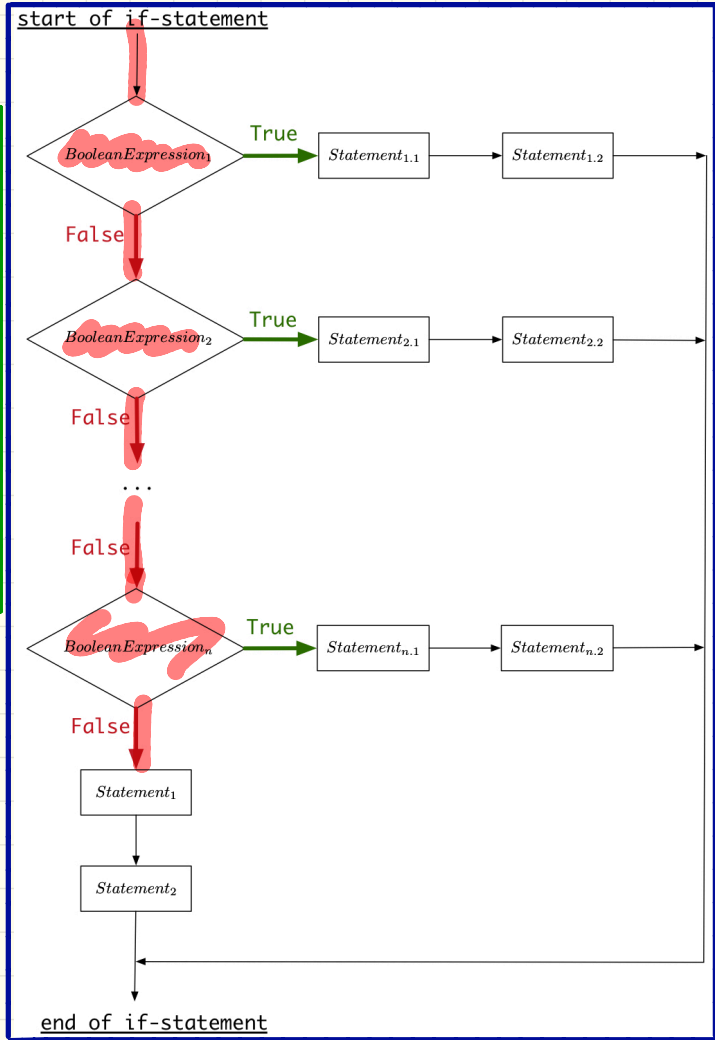 start of if-statement
True
BooleanExpression₁
Statement₁.₁
Statement₁.₂
False
True
BooleanExpression₂
Statement₂.₁
Statement₂.₂
False
...
False
True
BooleanExpressionₙ
Statementₙ.₁
Statementₙ.₂
False
Statement₁
Statement₂
end of if-statement